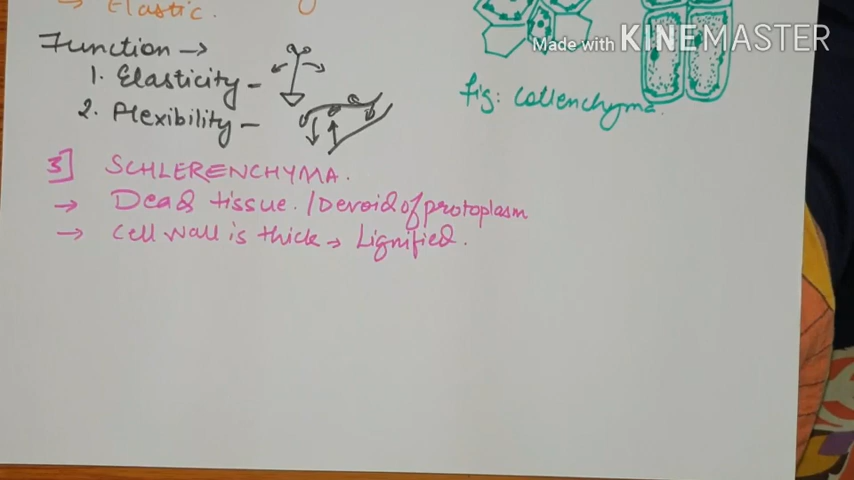 → Elastic.
Function →
1. Elasticity -
2. Flexibility -
fig: Collenchyma.
3] SCHLERENCHYMA.
→ Dead tissue. / Devoid of protoplasm
→ Cell wall is thick → Lignified.
Made with KINEMASTER